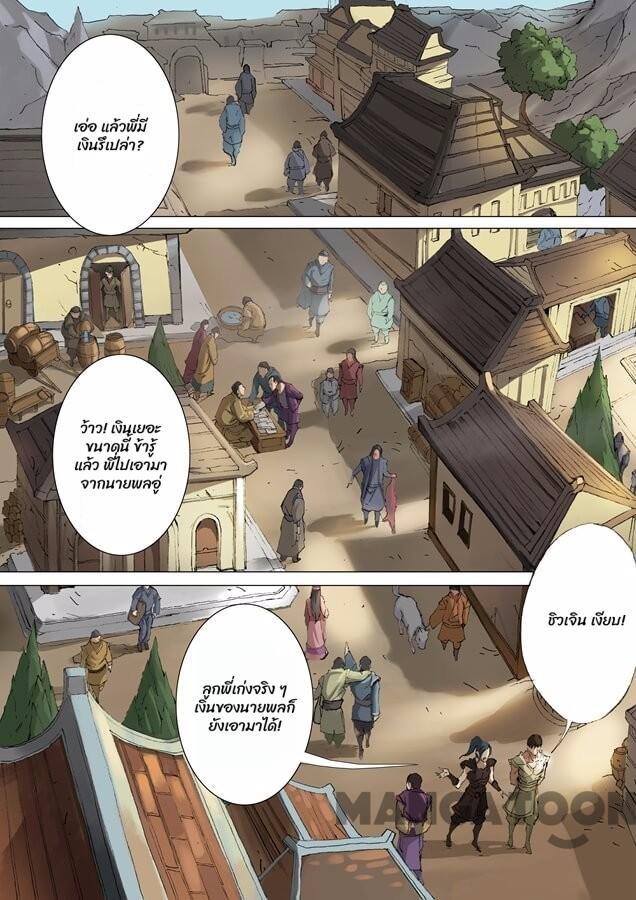 เอ่อ แล้วพี่มี
เงินรึเปล่า?
ว้าว! เงินเยอะ
ขนาดนี้ ข้ารู้
แล้ว พี่ไปเอามา
จากนายพลอู่
ชิวเจิน เงียบ!
ลูกพี่เก่งจริง ๆ
เงินของนายพลก็
ยังเอามาได้!
MANGATOON